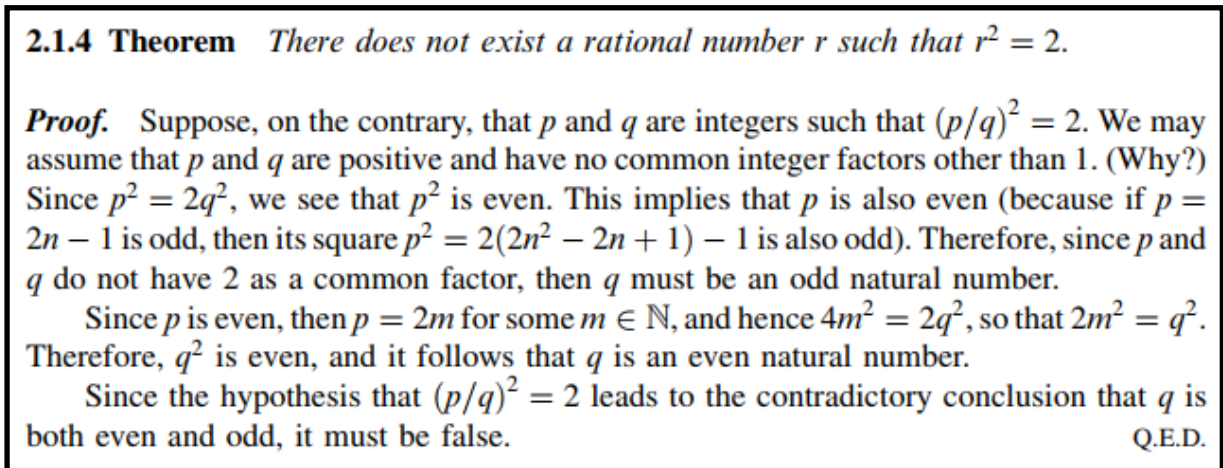 2.1.4 Theorem There does not exist a rational number r such that r² = 2.
Proof. Suppose, on the contrary, that p and q are integers such that (p/q)² = 2. We may
assume that p and q are positive and have no common integer factors other than 1. (Why?)
Since p² = 2q², we see that p² is even. This implies that p is also even (because if p =
2n − 1 is odd, then its square p² = 2(2n² − 2n + 1) − 1 is also odd). Therefore, since p and
q do not have 2 as a common factor, then q must be an odd natural number.
Since p is even, then p = 2m for some m ∈ ℕ, and hence 4m² = 2q², so that 2m² = q².
Therefore, q² is even, and it follows that q is an even natural number.
Since the hypothesis that (p/q)² = 2 leads to the contradictory conclusion that q is
both even and odd, it must be false. Q.E.D.